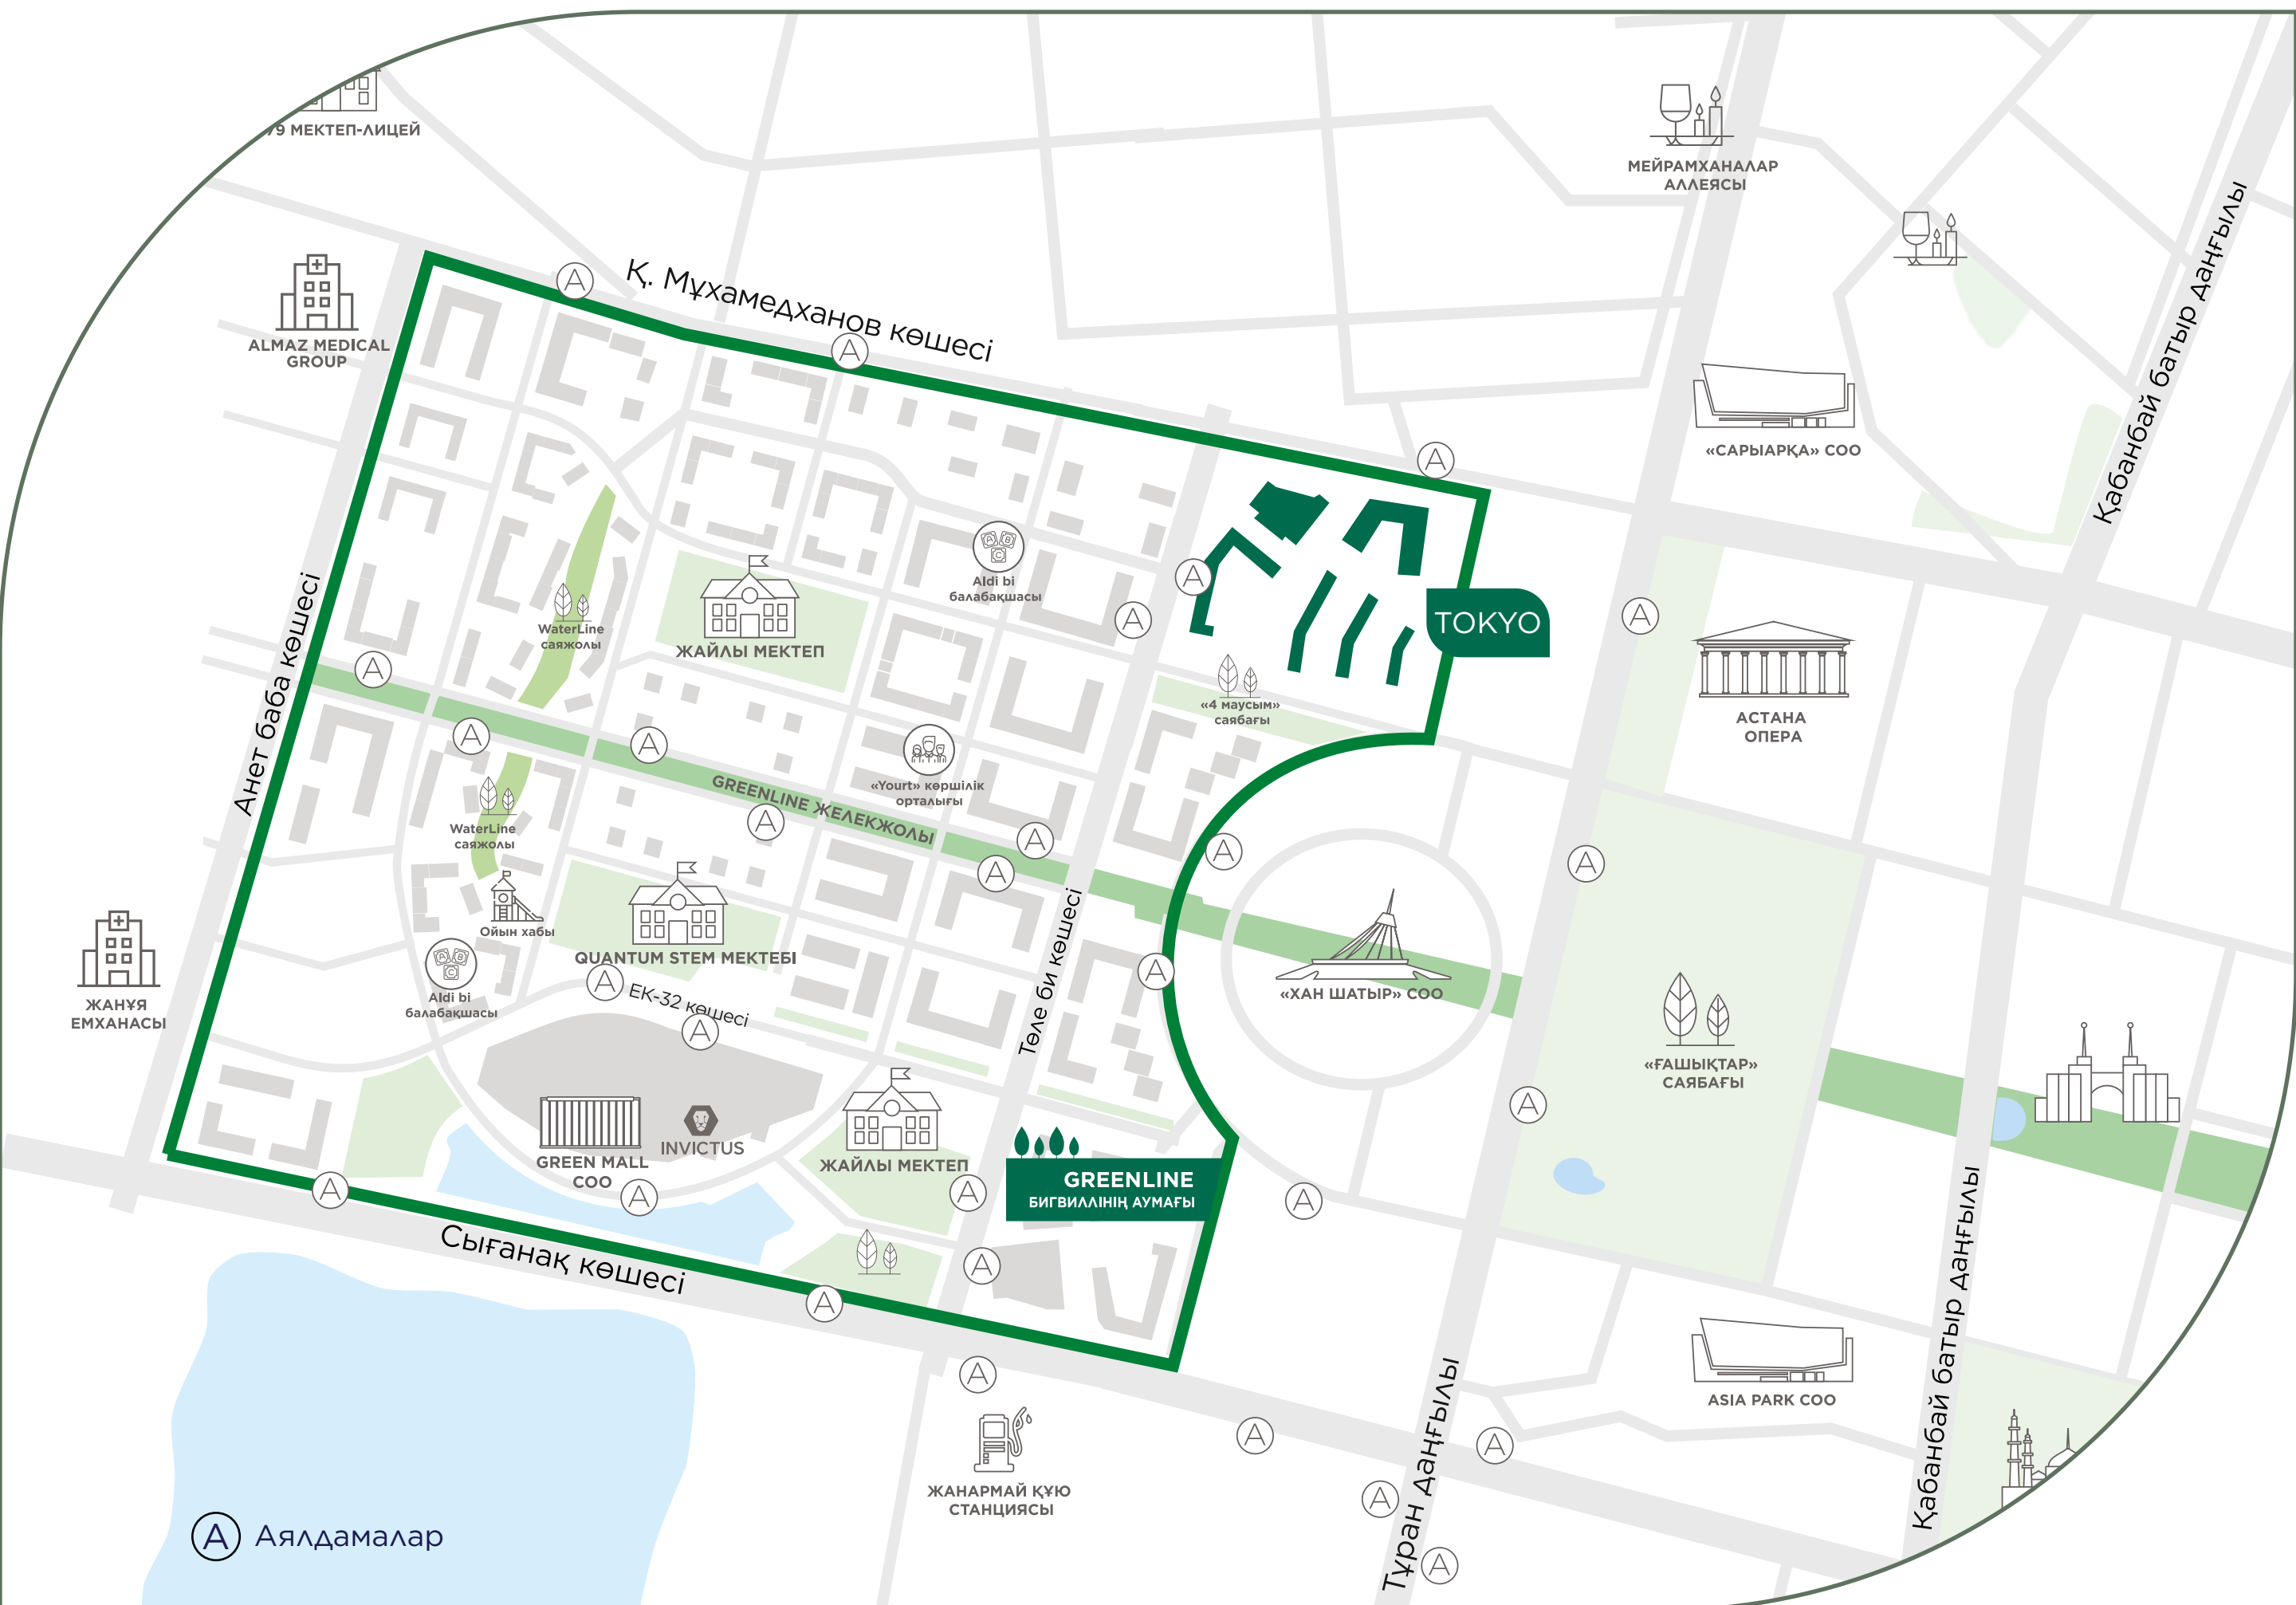 79 МЕКТЕП-ЛИЦЕЙ
МЕЙРАМХАНАЛАР
АЛЛЕЯСЫ
Қ. Мұхамедханов көшесі
Қабанбай батыр даңғылы
ALMAZ MEDICAL
GROUP
«САРЫАРҚА» СОО
Aldi bi
балабақшасы
WaterLine
саяжолы
ЖАЙЛЫ МЕКТЕП
TOKYO
Анет баба көшесі
«4 маусым»
саябағы
АСТАНА
ОПЕРА
GREENLINE ЖЕЛЕКЖОЛЫ
«Yourt» көршілік
орталығы
WaterLine
саяжолы
Ойын хабы
QUANTUM STEM МЕКТЕБІ
Төле би көшесі
ЖАНҰЯ
ЕМХАНАСЫ
Aldi bi
балабақшасы
ЕК-32 көшесі
«ХАН ШАТЫР» СОО
«ҒАШЫҚТАР»
САЯБАҒЫ
GREEN MALL
СОО
INVICTUS
ЖАЙЛЫ МЕКТЕП
GREENLINE
БИГВИЛЛІНІҢ АУМАҒЫ
Сығанақ көшесі
Тұран даңғылы
Қабанбай батыр даңғылы
ASIA PARK СОО
ЖАНАРМАЙ ҚҰЮ
СТАНЦИЯСЫ
А Аялдамалар